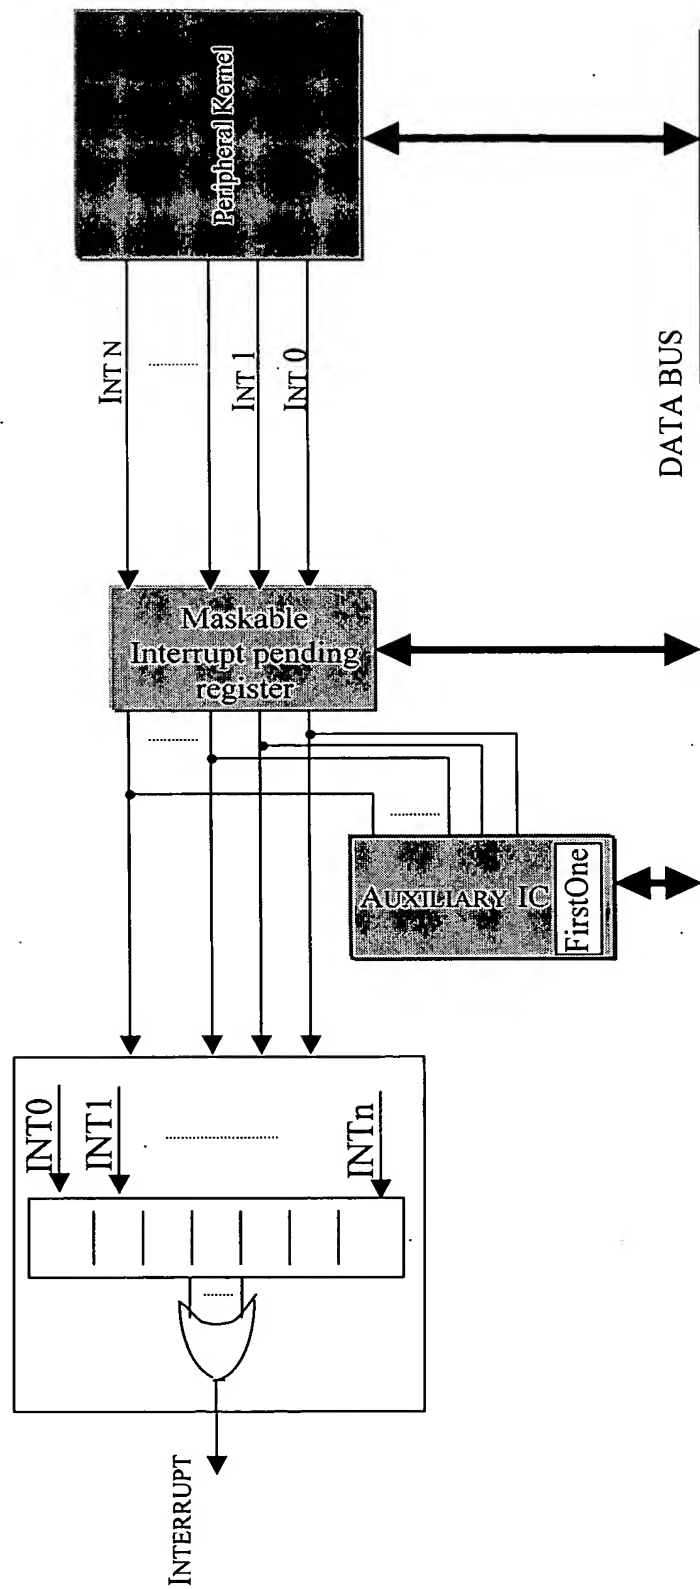 Peripheral Kernel
INT N
INT 1
INT 0
DATA BUS
Maskable
Interrupt pending
register
AUXILIARY IC
FirstOne
INT0
INT1
INTn
INTERRUPT